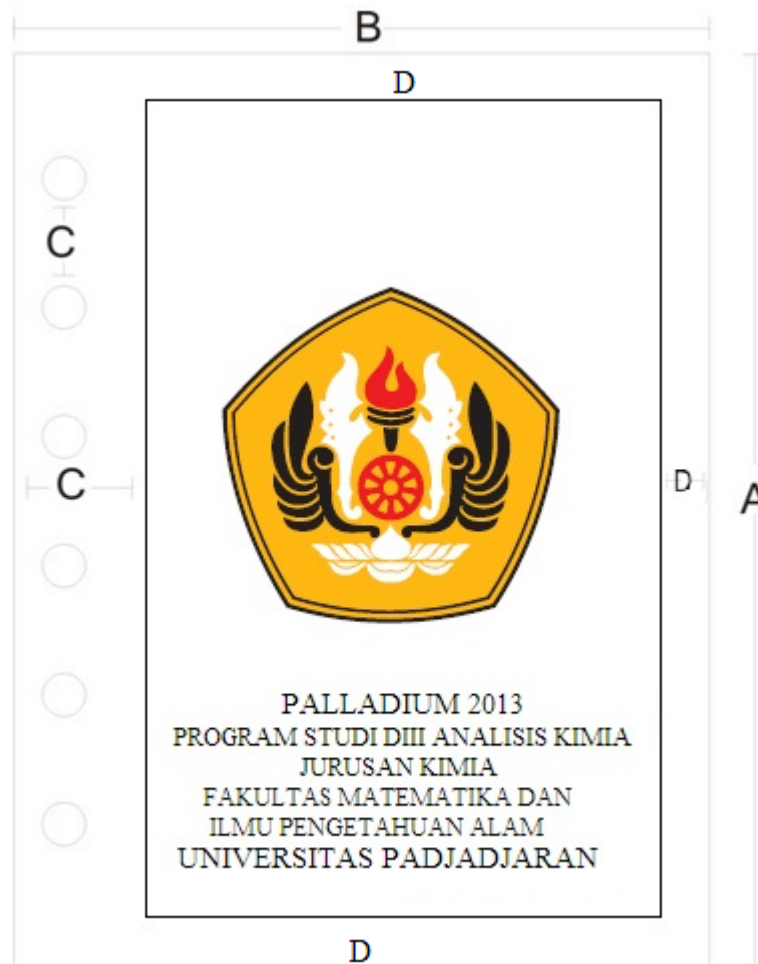 B
D
C
C
D
A
PALLADIUM 2013
PROGRAM STUDI DIII ANALISIS KIMIA
JURUSAN KIMIA
FAKULTAS MATEMATIKA DAN
ILMU PENGETAHUAN ALAM
UNIVERSITAS PADJADJARAN
D